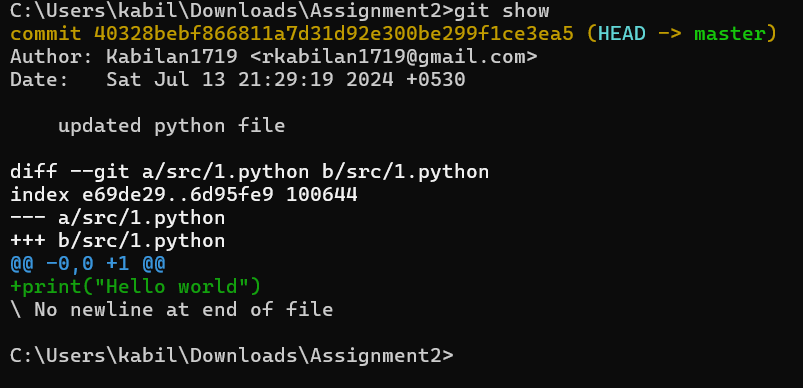 C:\Users\kabil\Downloads\Assignment2>git show
commit 40328bebf866811a7d31d92e300be299f1ce3ea5 (HEAD -> master)
Author: Kabilan1719 <rkabilan1719@gmail.com>
Date:   Sat Jul 13 21:29:19 2024 +0530

    updated python file

diff --git a/src/1.python b/src/1.python
index e69de29..6d95fe9 100644
--- a/src/1.python
+++ b/src/1.python
@@ -0,0 +1 @@
+print("Hello world")
\ No newline at end of file

C:\Users\kabil\Downloads\Assignment2>